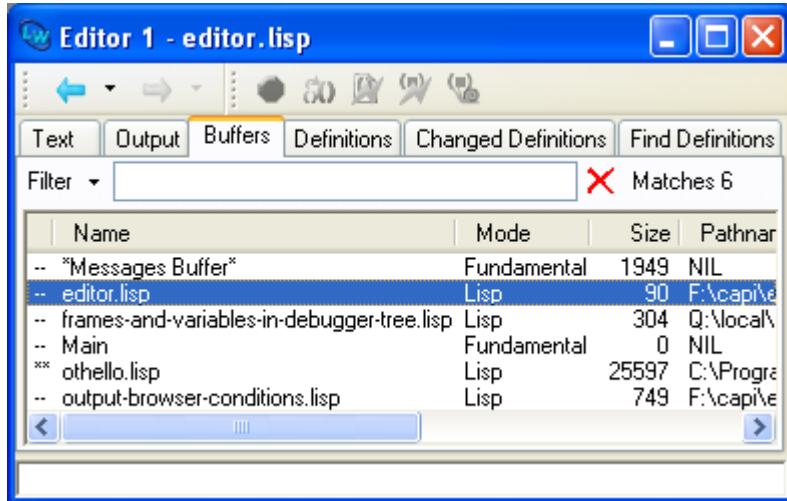 Editor 1 - editor.lisp
Text Output Buffers Definitions Changed Definitions Find Definitions
Filter Matches 6
Name Mode Size Pathnar
-- *Messages Buffer* Fundamental 1949 NIL
-- editor.lisp Lisp 90 F:\capi\e
-- frames-and-variables-in-debugger-tree.lisp Lisp 304 Q:\local\
-- Main Fundamental 0 NIL
** othello.lisp Lisp 25597 C:\Progra
-- output-browser-conditions.lisp Lisp 749 F:\capi\e